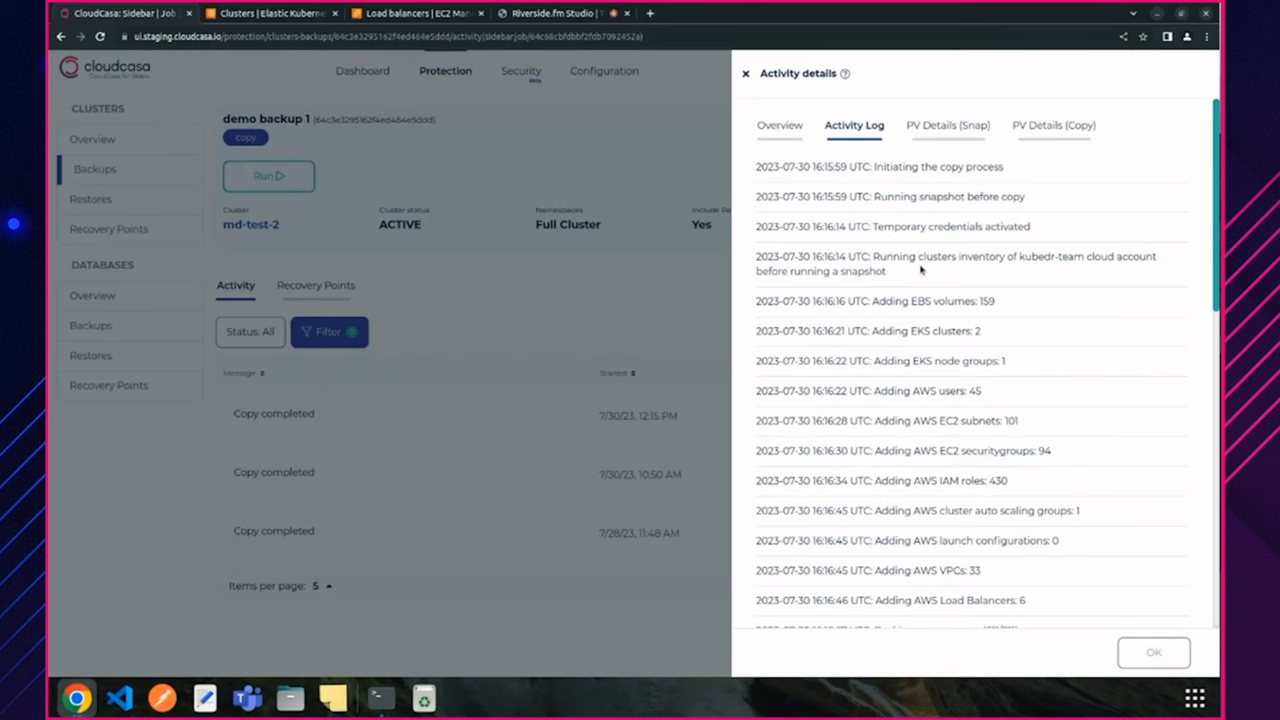 CloudCasa: Sidebar | Job
Clusters | Elastic Kuberne
Load balancers | EC2 Man
Riverside.fm Studio |
ui.staging.cloudcasa.io/protection/clusters-backups/64c3e3295162f4ed464e5ddd/activity(sidebar:job/64c68cbfdbbf2fdb7092452a)
cloudcasa
CloudCasa for Velero
Dashboard
Protection
Security
Beta
Configuration
CLUSTERS
Overview
Backups
Restores
Recovery Points
DATABASES
Overview
Backups
Restores
Recovery Points
demo backup 1 (64c3e3295162f4ed464e5ddd)
copy
Run
Cluster
md-test-2
Cluster status
ACTIVE
Namespaces
Full Cluster
Include Pe
Yes
Activity
Recovery Points
Status: All
Filter 0
Message
Started
Copy completed
7/30/23, 12:15 PM
Copy completed
7/30/23, 10:50 AM
Copy completed
7/28/23, 11:48 AM
Items per page: 5
Activity details
Overview
Activity Log
PV Details (Snap)
PV Details (Copy)
2023-07-30 16:15:59 UTC: Initiating the copy process
2023-07-30 16:15:59 UTC: Running snapshot before copy
2023-07-30 16:16:14 UTC: Temporary credentials activated
2023-07-30 16:16:14 UTC: Running clusters inventory of kubedr-team cloud account
before running a snapshot
2023-07-30 16:16:16 UTC: Adding EBS volumes: 159
2023-07-30 16:16:21 UTC: Adding EKS clusters: 2
2023-07-30 16:16:22 UTC: Adding EKS node groups: 1
2023-07-30 16:16:22 UTC: Adding AWS users: 45
2023-07-30 16:16:28 UTC: Adding AWS EC2 subnets: 101
2023-07-30 16:16:30 UTC: Adding AWS EC2 securitygroups: 94
2023-07-30 16:16:34 UTC: Adding AWS IAM roles: 430
2023-07-30 16:16:45 UTC: Adding AWS cluster auto scaling groups: 1
2023-07-30 16:16:45 UTC: Adding AWS launch configurations: 0
2023-07-30 16:16:45 UTC: Adding AWS VPCs: 33
2023-07-30 16:16:46 UTC: Adding AWS Load Balancers: 6
OK